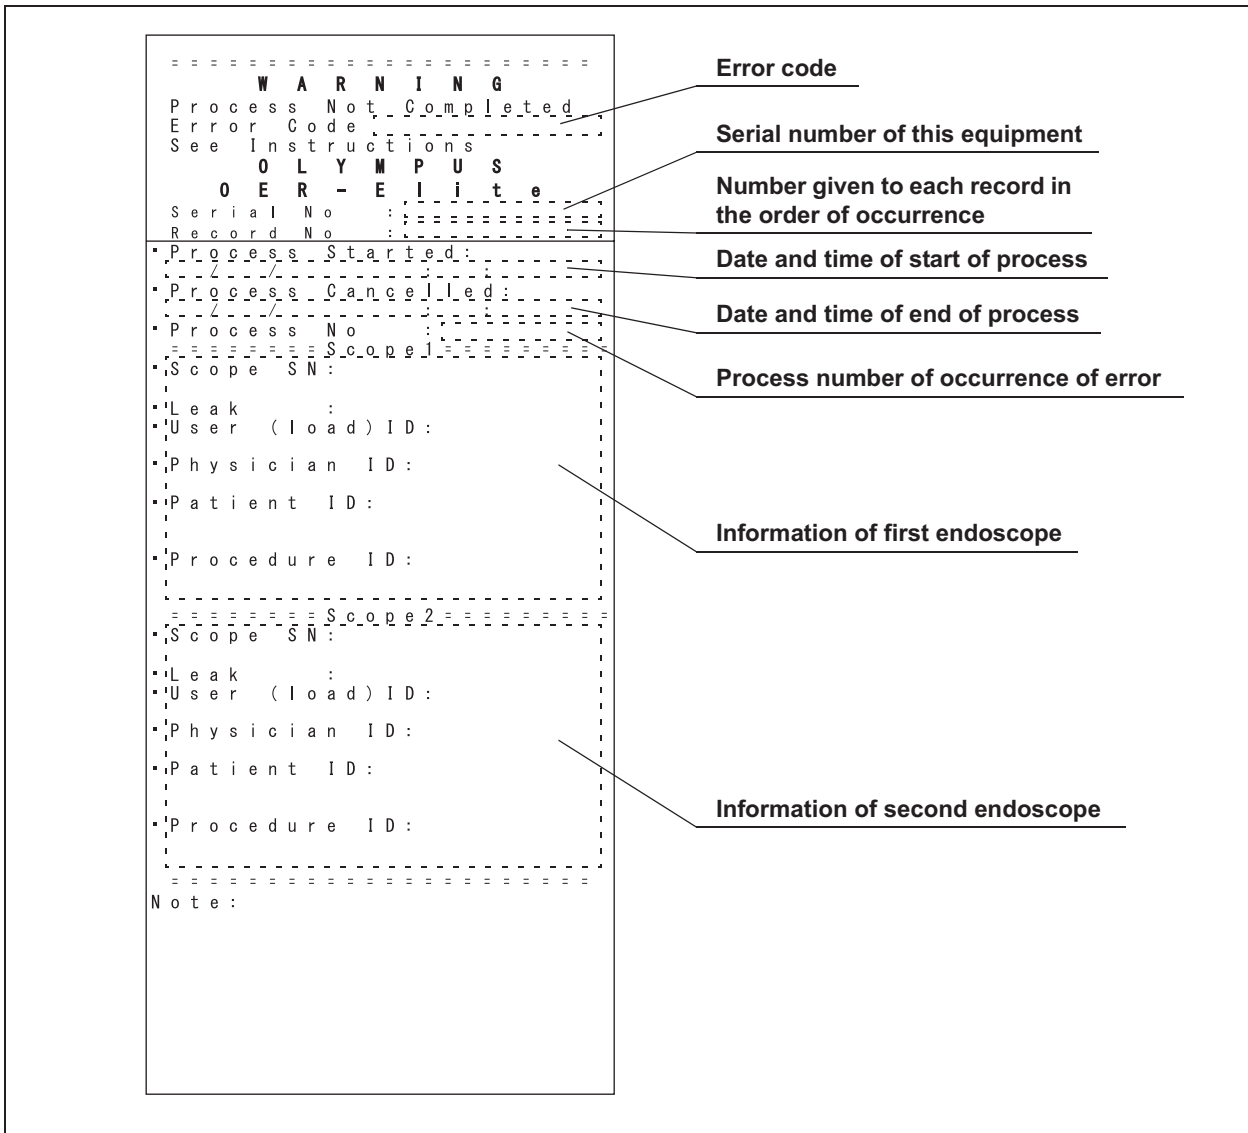 = = = = = = = = = = = = = = = = = = = = = =
WARNING
Process Not Completed
Error Code
See Instructions
OLYMPUS
OER-Elite
Serial No :
Record No :
Process Started:
/ / : :
Process Cancelled:
/ / : :
Process No :
========Scope1=========
Scope SN:
Leak :
User (load)ID:
Physician ID:
Patient ID:
Procedure ID:
========Scope2=========
Scope SN:
Leak :
User (load)ID:
Physician ID:
Patient ID:
Procedure ID:
= = = = = = = = = = = = = = = = = = = = = =
Note:
Error code
Serial number of this equipment
Number given to each record in
the order of occurrence
Date and time of start of process
Date and time of end of process
Process number of occurrence of error
Information of first endoscope
Information of second endoscope